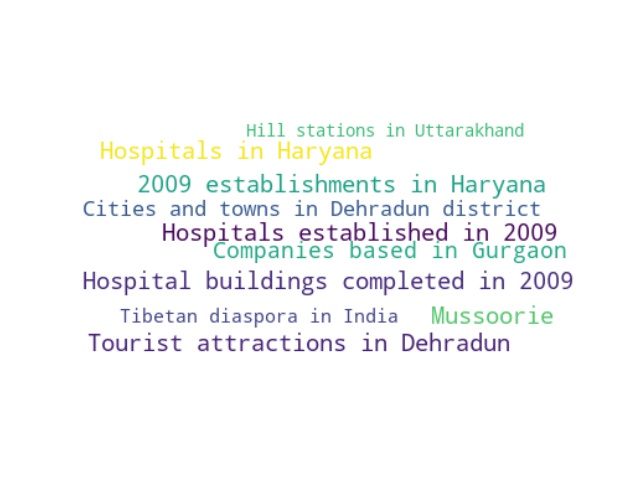 Hill stations in Uttarakhand
Hospitals in Haryana
2009 establishments in Haryana
Cities and towns in Dehradun district
Hospitals established in 2009
Companies based in Gurgaon
Hospital buildings completed in 2009
Tibetan diaspora in India Mussoorie
Tourist attractions in Dehradun